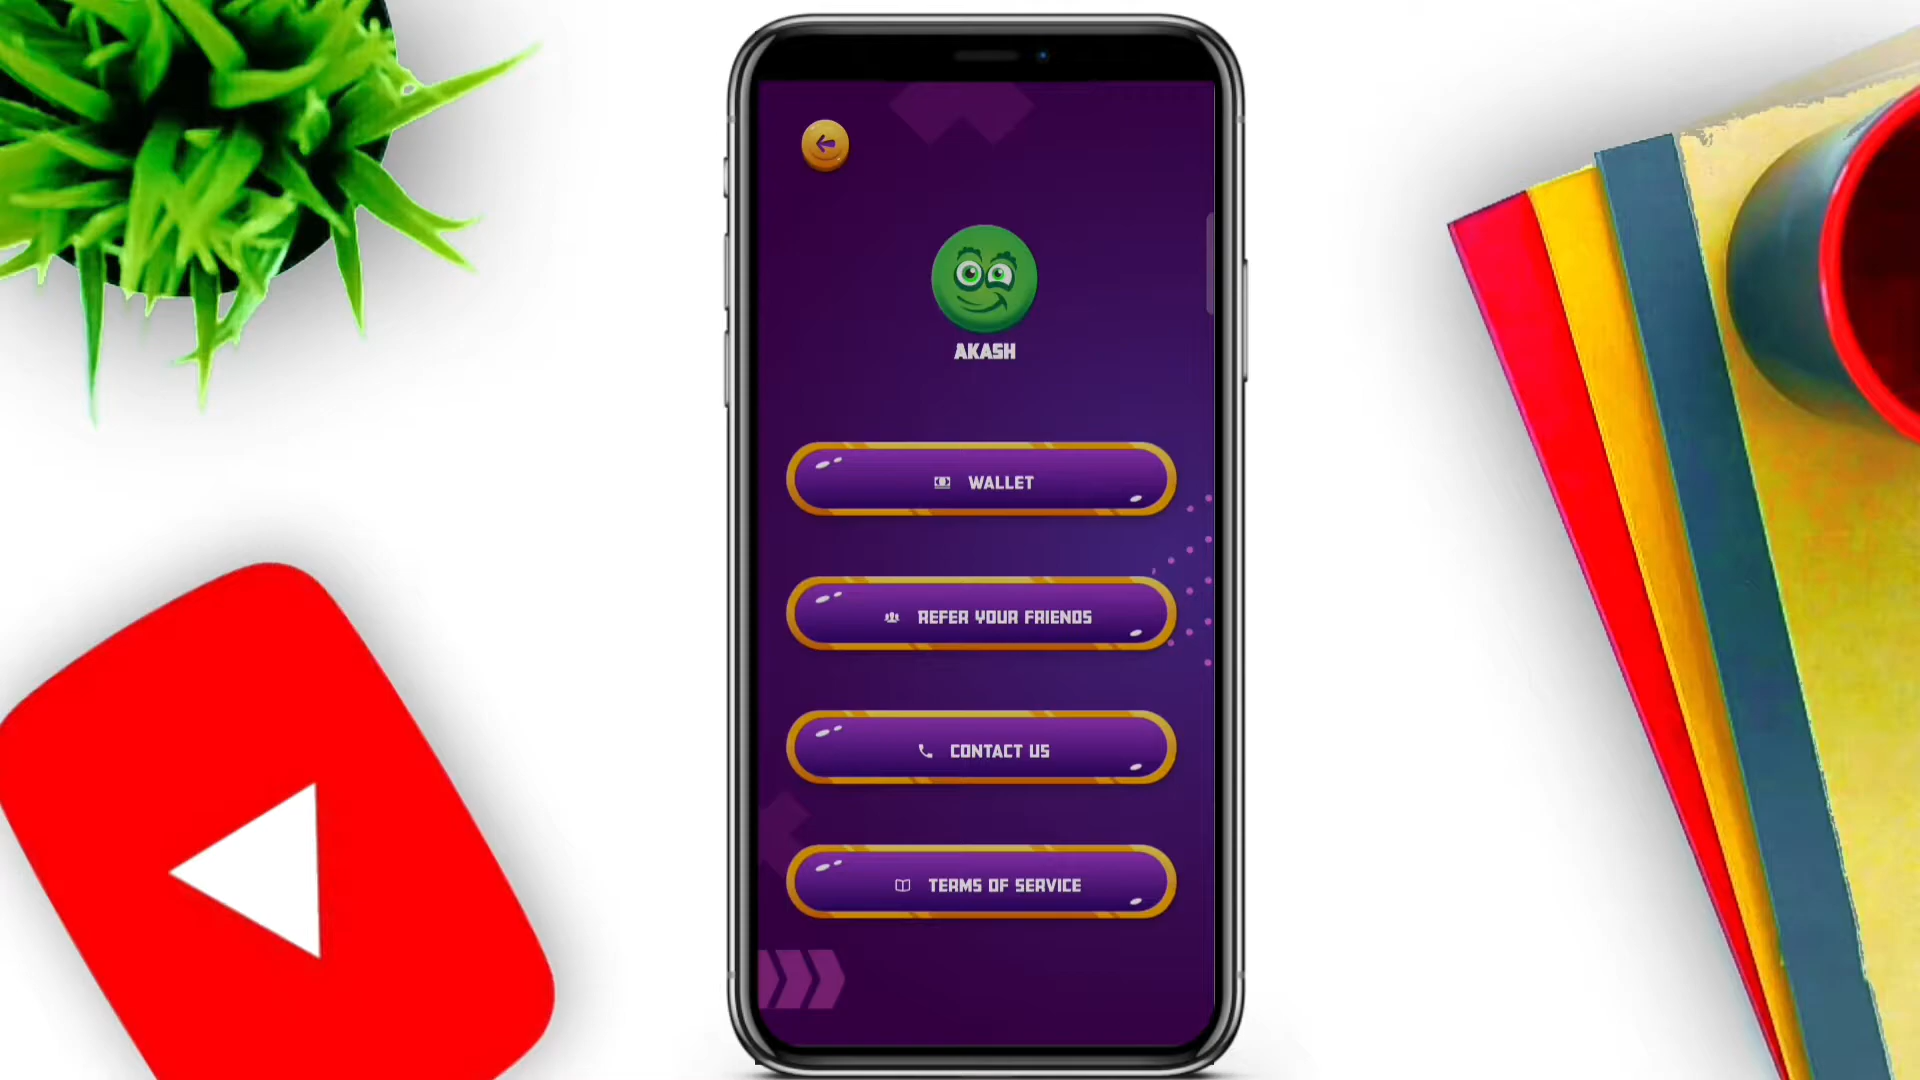 AKASH
WALLET
REFER YOUR FRIENDS
CONTACT US
TERMS OF SERVICE